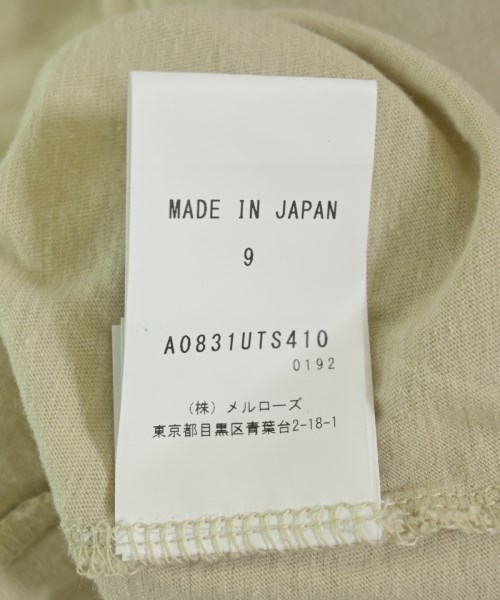 MADE IN JAPAN
9
A0831UTS410
0192
(株) メルローズ
東京都目黒区青葉台2-18-1